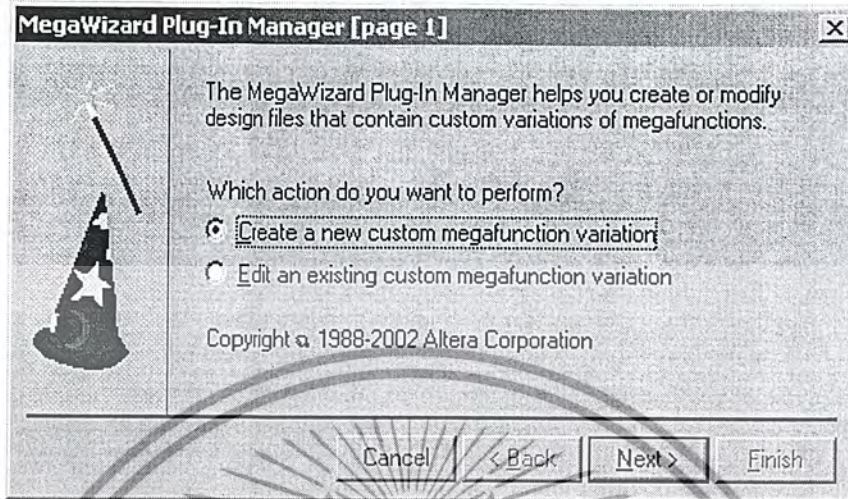 MegaWizard Plug-In Manager [page 1]
The MegaWizard Plug-In Manager helps you create or modify
design files that contain custom variations of megafunctions.
Which action do you want to perform?
Create a new custom megafunction variation
Edit an existing custom megafunction variation
Copyright © 1988-2002 Altera Corporation
Cancel
< Back
Next >
Finish